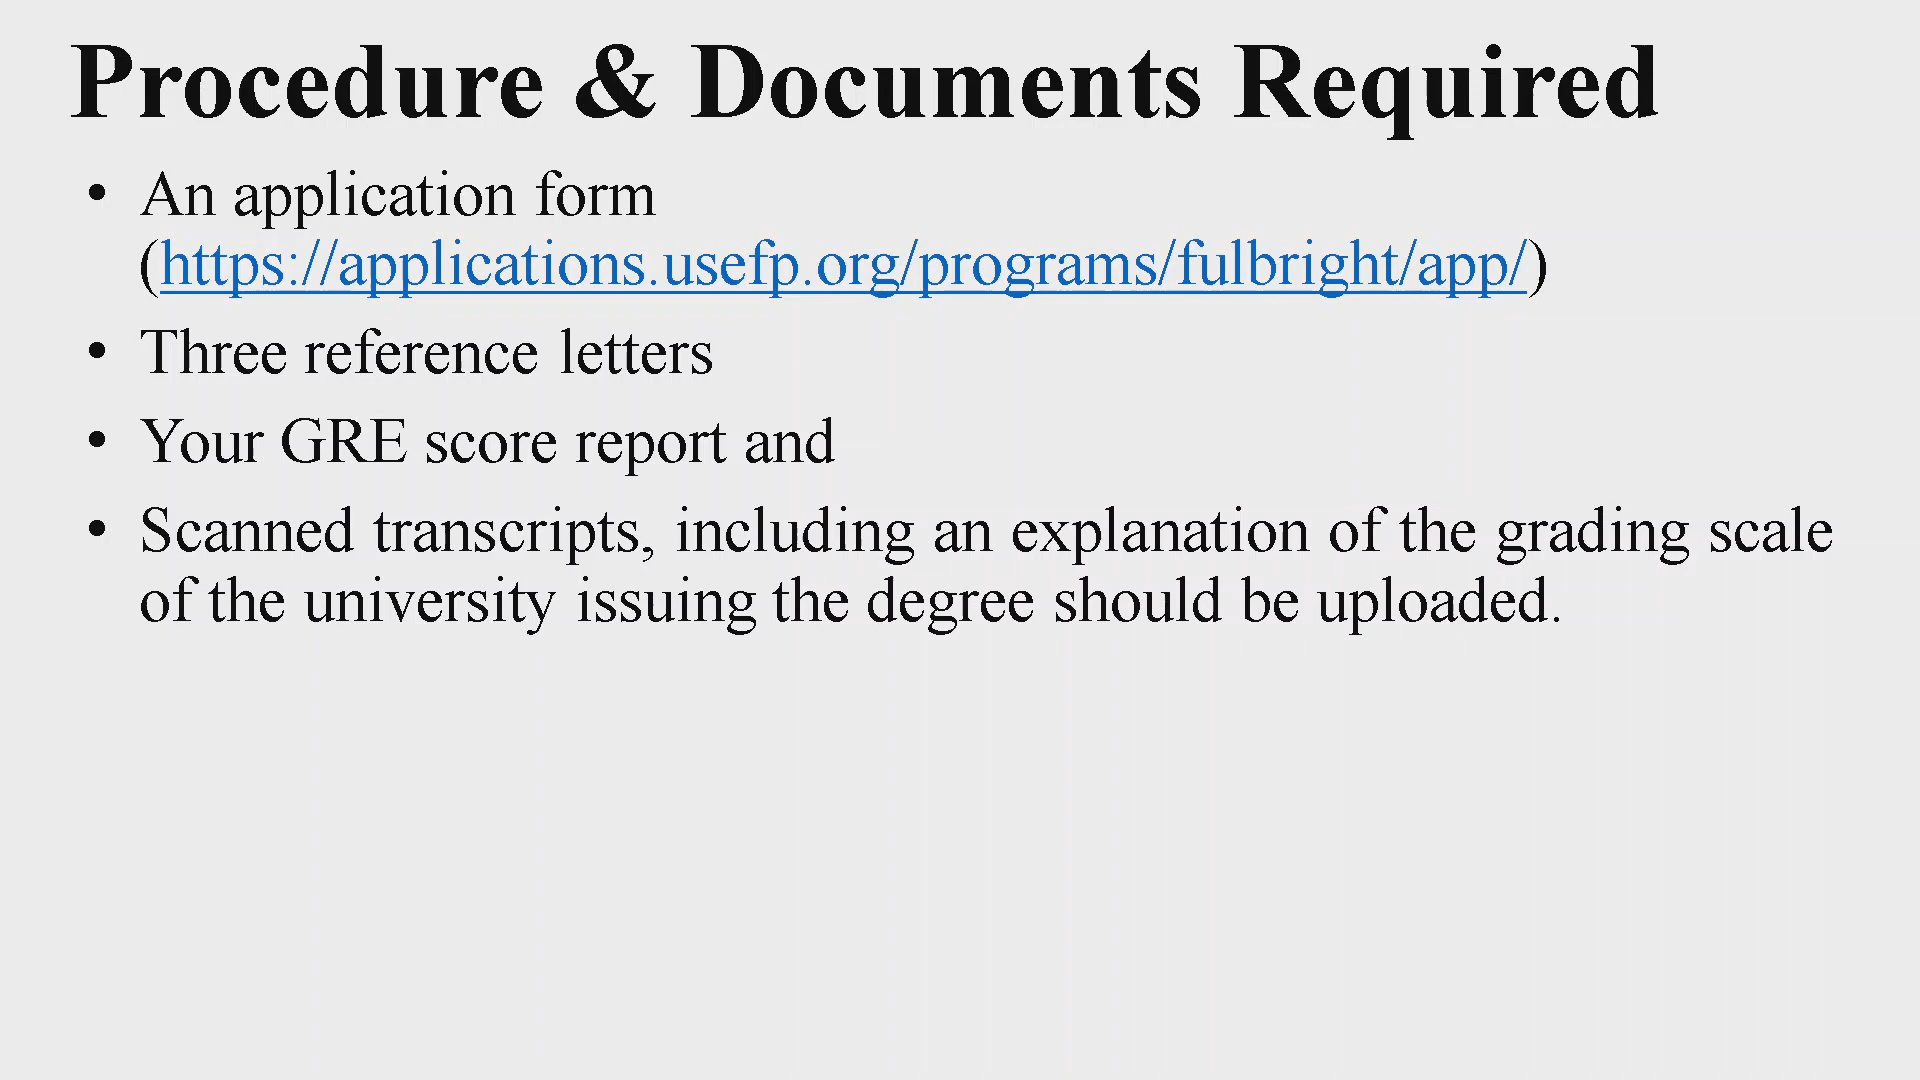 Procedure & Documents Required
• An application form
(https://applications.usefp.org/programs/fulbright/app/)
• Three reference letters
• Your GRE score report and
• Scanned transcripts, including an explanation of the grading scale
of the university issuing the degree should be uploaded.